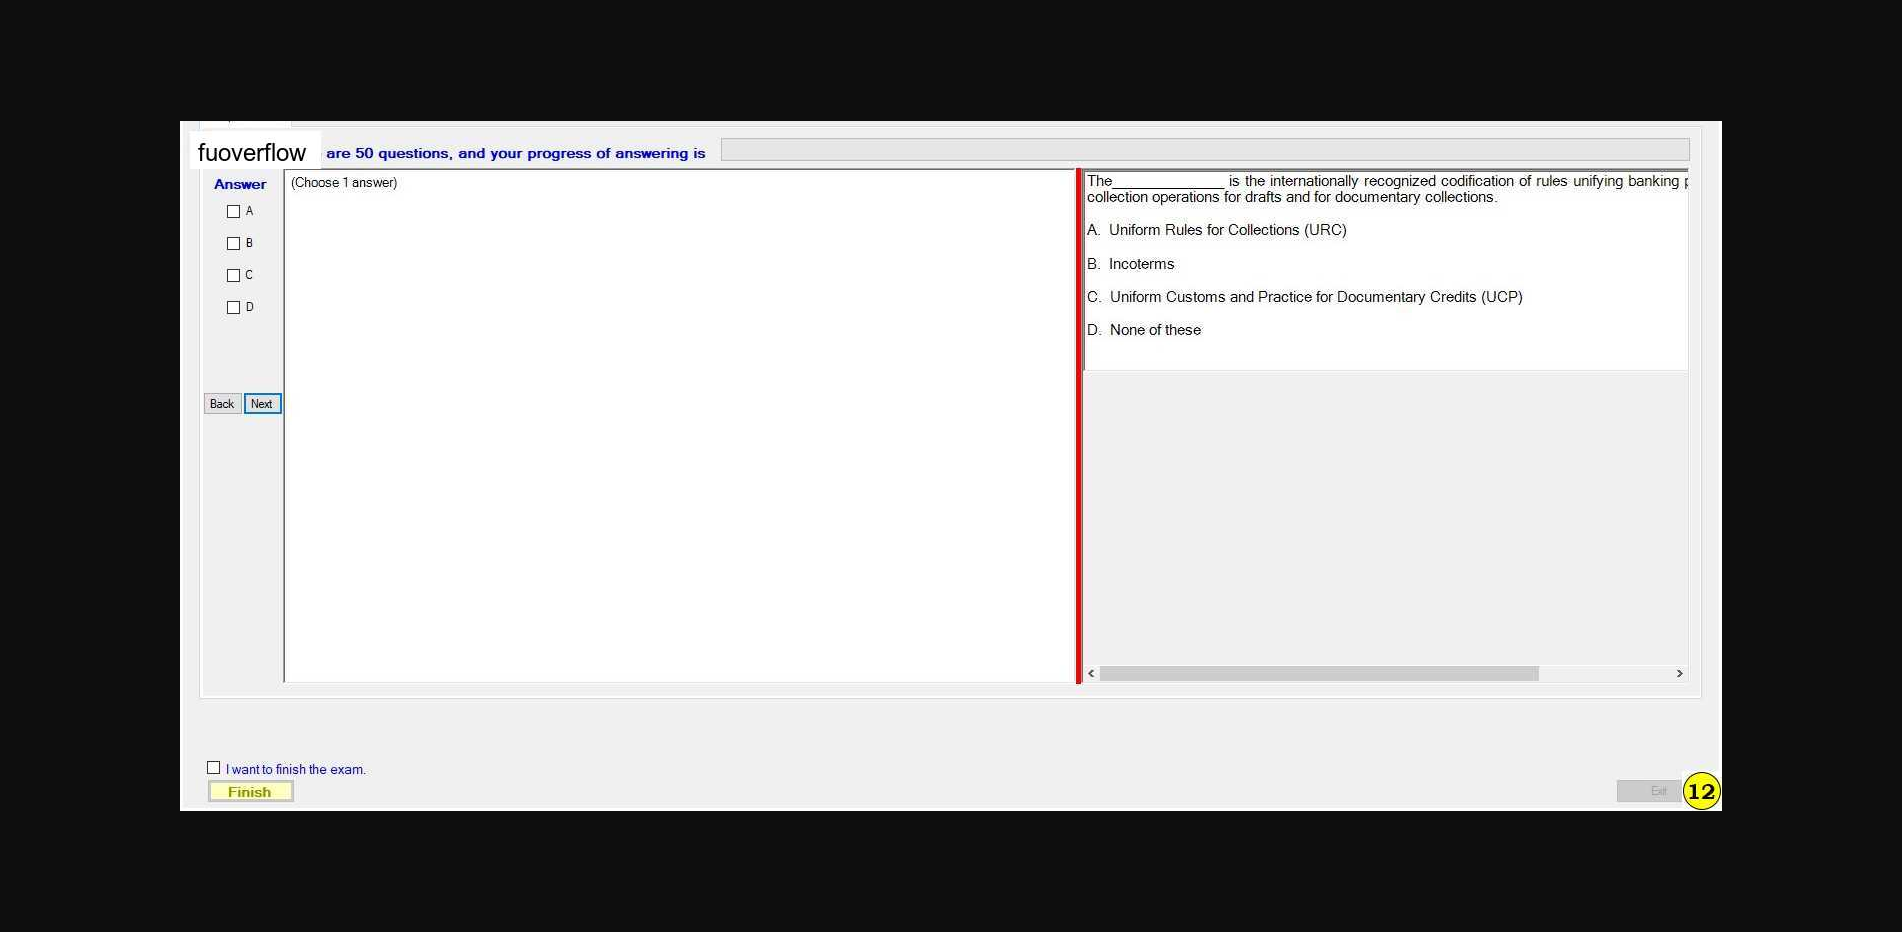 fuoverflow are 50 questions, and your progress of answering is
Answer
A
B
C
D
Back Next
(Choose 1 answer)
The______________ is the internationally recognized codification of rules unifying banking
collection operations for drafts and for documentary collections.
A. Uniform Rules for Collections (URC)
B. Incoterms
C. Uniform Customs and Practice for Documentary Credits (UCP)
D. None of these
I want to finish the exam.
Finish
Exit
12